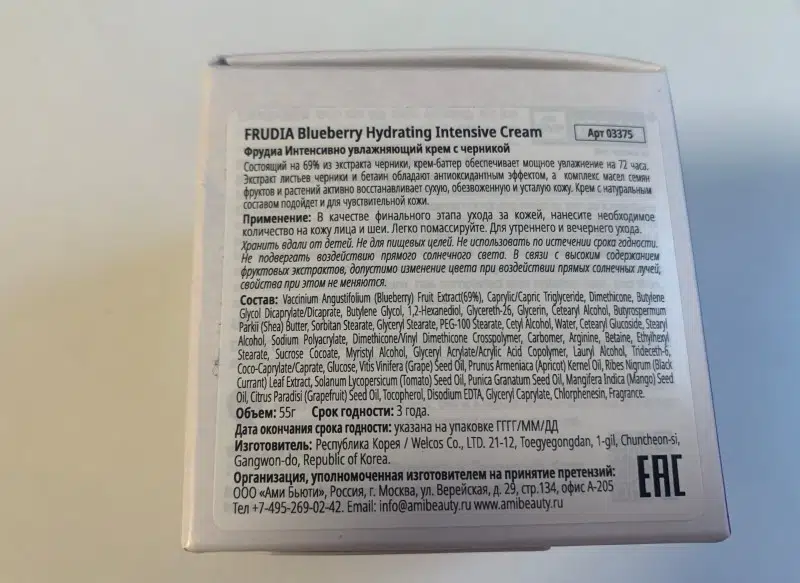 FRUDIA Blueberry Hydrating Intensive Cream
Арт 03375
Фрудиа Интенсивно увлажняющий крем с черникой
Состоящий на 69% из экстракта черники, крем-баттер обеспечивает мощное увлажнение на 72 часа.
Экстракт листьев черники и бетаин обладают антиоксидантным эффектом, а комплекс масел семян
фруктов и растений активно восстанавливает сухую, обезвоженную и усталую кожу. Крем с натуральным
составом подойдет и для чувствительной кожи.
Применение: В качестве финального этапа ухода за кожей, нанесите необходимое
количество на кожу лица и шеи. Легко помассируйте. Для утреннего и вечернего ухода.
Хранить вдали от детей. Не для пищевых целей. Не использовать по истечении срока годности.
Не подвергать воздействию прямого солнечного света. В связи с высоким содержанием
фруктовых экстрактов, допустимо изменение цвета при воздействии прямых солнечных лучей,
свойства при этом не меняются.
Состав: Vaccinium Angustifolium (Blueberry) Fruit Extract(69%), Caprylic/Capric Triglyceride, Dimethicone, Butylene
Glycol Dicaprylate/Dicaprate, Butylene Glycol, 1,2-Hexanediol, Glycereth-26, Glycerin, Cetearyl Alcohol, Butyrospermum
Parkii (Shea) Butter, Sorbitan Stearate, Glyceryl Stearate, PEG-100 Stearate, Cetyl Alcohol, Water, Cetearyl Glucoside, Stearyl
Alcohol, Sodium Polyacrylate, Dimethicone/Vinyl Dimethicone Crosspolymer, Carbomer, Arginine, Betaine, Ethylhexyl
Stearate, Sucrose Cocoate, Myristyl Alcohol, Glyceryl Acrylate/Acrylic Acid Copolymer, Lauryl Alcohol, Trideceth-6,
Coco-Caprylate/Caprate, Glucose, Vitis Vinifera (Grape) Seed Oil, Prunus Armeniaca (Apricot) Kernel Oil, Ribes Nigrum (Black
Currant) Leaf Extract, Solanum Lycopersicum (Tomato) Seed Oil, Punica Granatum Seed Oil, Mangifera Indica (Mango) Seed
Oil, Citrus Paradisi (Grapefruit) Seed Oil, Tocopherol, Disodium EDTA, Glyceryl Caprylate, Chlorphenesin, Fragrance.
Объем: 55г Срок годности: 3 года.
Дата окончания срока годности: указана на упаковке ГГГГ/ММ/ДД
Изготовитель: Республика Корея / Welcos Co., LTD. 21-12, Toegyegongdan, 1-gil, Chuncheon-si,
Gangwon-do, Republic of Korea.
Организация, уполномоченная изготовителем на принятие претензий:
ООО «Ами Бьюти», Россия, г. Москва, ул. Верейская, д. 29, стр.134, офис А-205
Тел +7-495-269-02-42. Email: info@amibeauty.ru www.amibeauty.ru
EAC